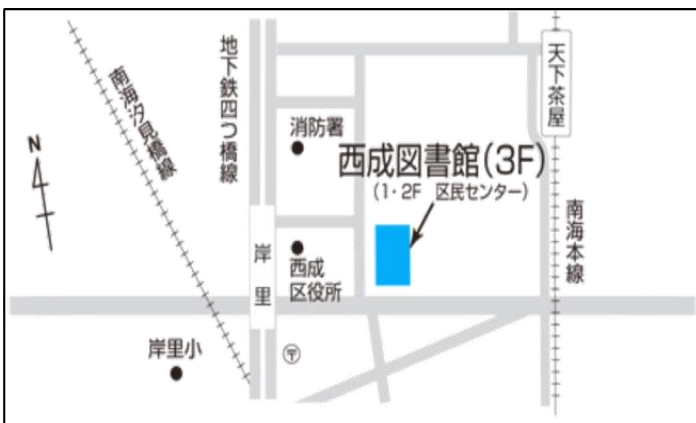 南海汐見橋線
地下鉄四つ橋線
天下茶屋
消防署
西成図書館(3F)
(1・2F 区民センター)
N
南海本線
岸里
西成
区役所
岸里小
〒